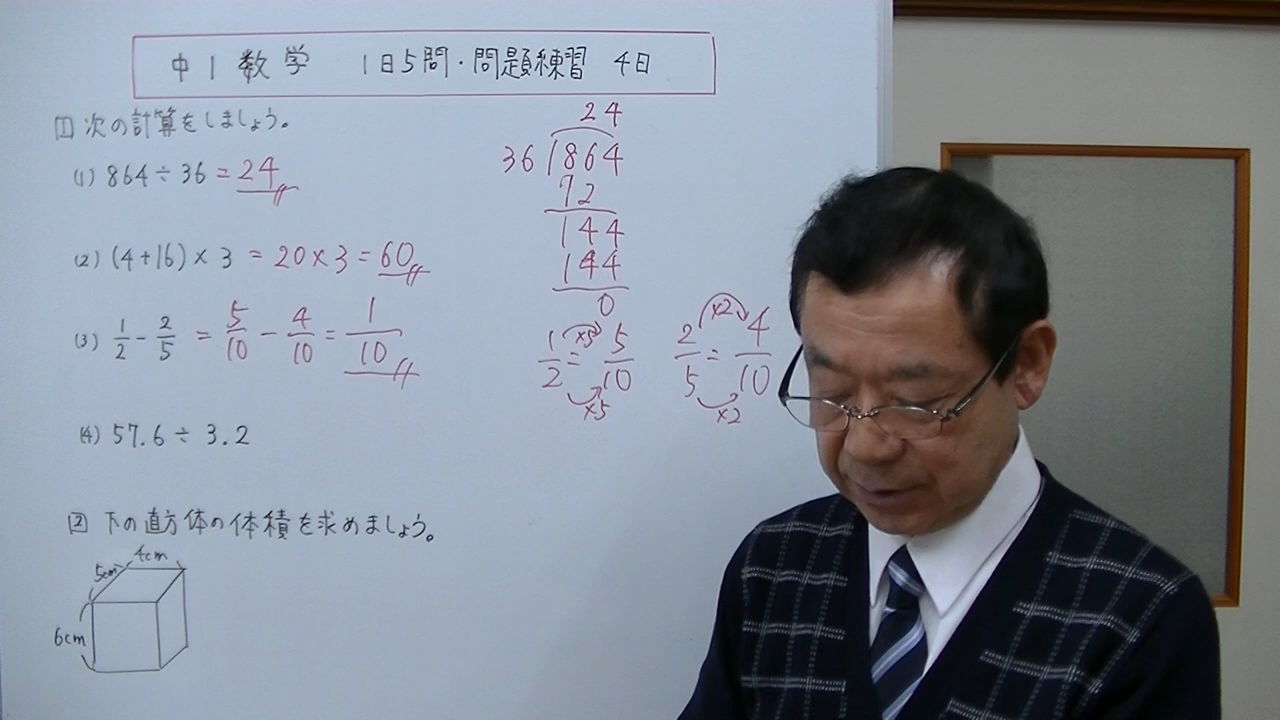 中1数学 1日5問・問題練習 4日
1 次の計算をしましょう。
(1) 864÷36 = 24
(2) (4+16)×3 = 20×3 = 60
(3) 1/2 - 2/5 = 5/10 - 4/10 = 1/10
(4) 57.6÷3.2
2 下の直方体の体積を求めましょう。
4cm
5cm
6cm
24
36)864
72
144
144
0
×5
1/2 = 5/10
×5
×2
2/5 = 4/10
×2